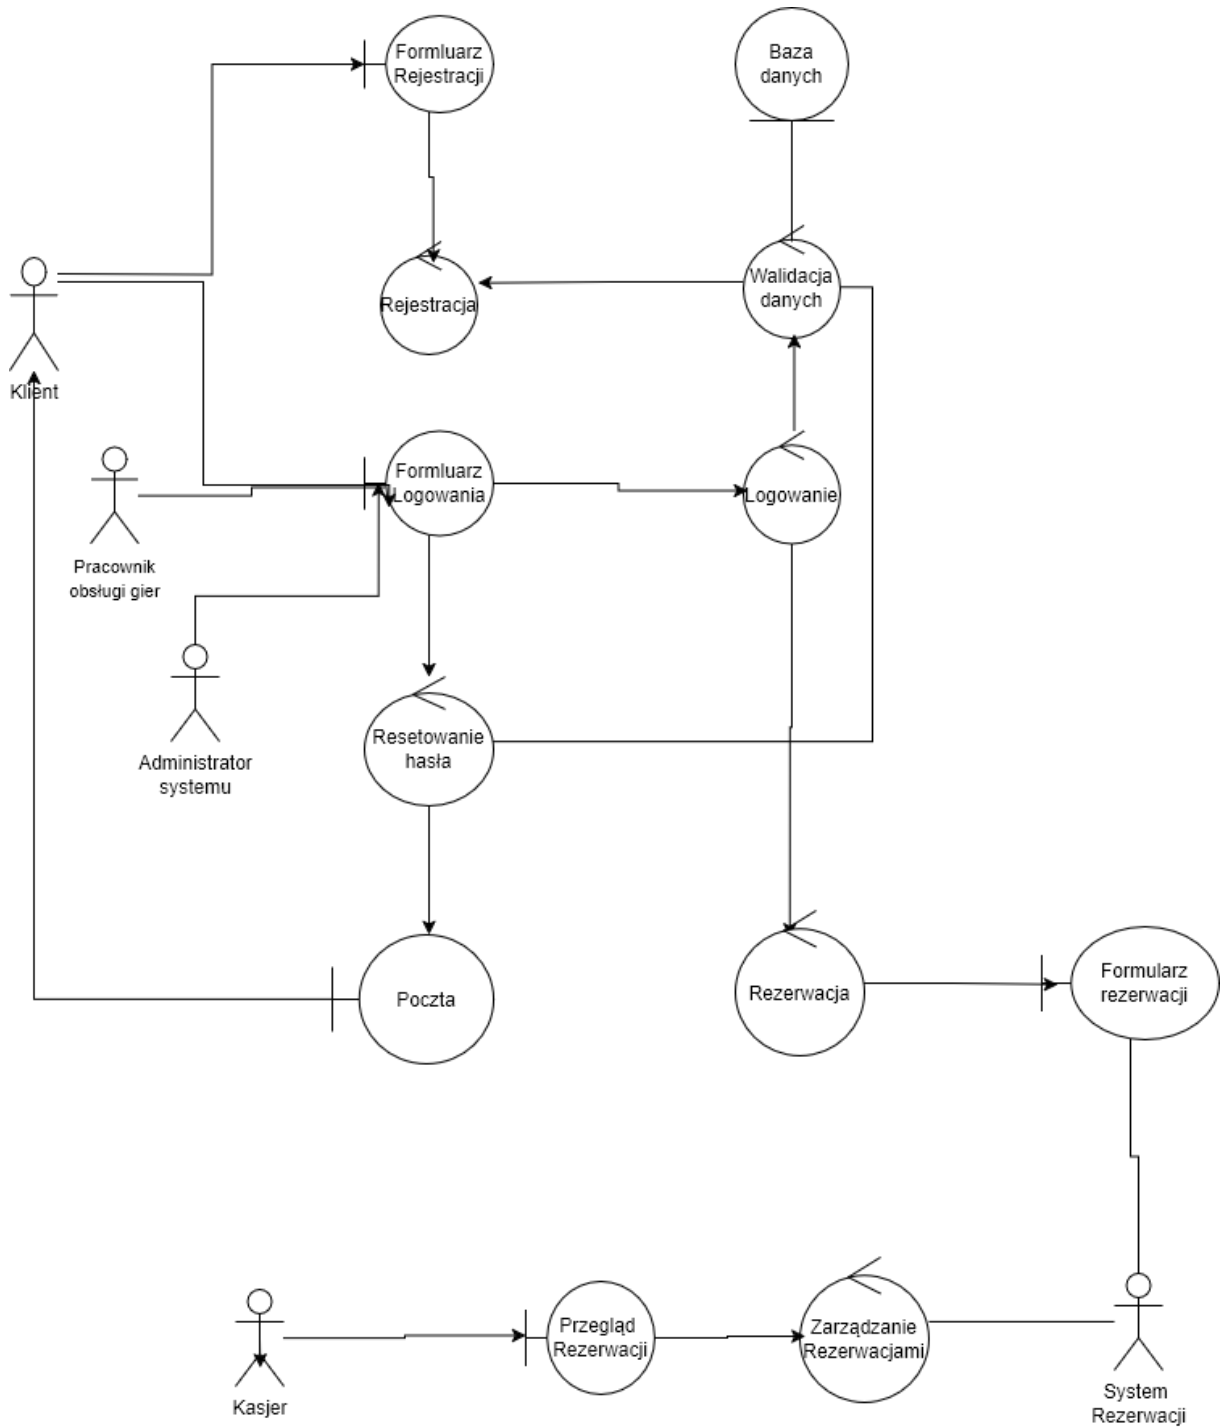 Formluarz
Rejestracji
Baza
danych
Walidacja
danych
Rejestracja
Klient
Formluarz
Logowania
Logowanie
Pracownik
obsługi gier
Administrator
systemu
Resetowanie
hasła
Poczta
Rezerwacja
Formularz
rezerwacji
Przegląd
Rezerwacji
Zarządzanie
Rezerwacjami
Kasjer
System
Rezerwacji